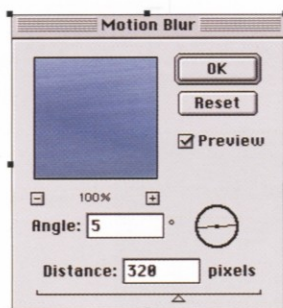 Motion Blur
OK
Reset
Preview
100%
Angle: 5 °
Distance: 320 pixels